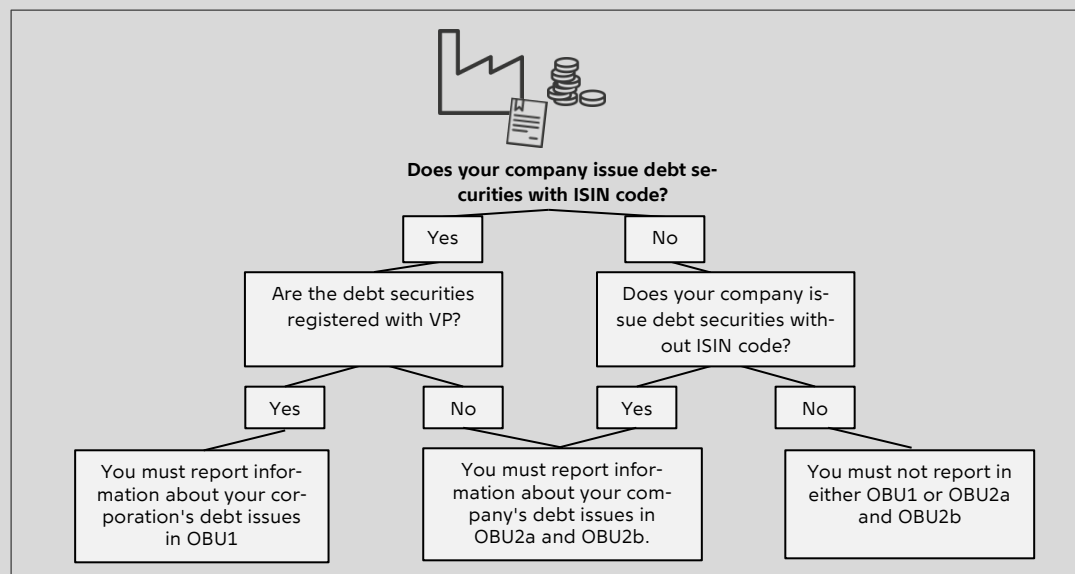 Does your company issue debt se-
curities with ISIN code?
Yes
No
Are the debt securities
registered with VP?
Does your company is-
sue debt securities with-
out ISIN code?
Yes
No
Yes
No
You must report infor-
mation about your cor-
poration's debt issues
in OBU1
You must report infor-
mation about your com-
pany's debt issues in
OBU2a and OBU2b.
You must not report in
either OBU1 or OBU2a
and OBU2b